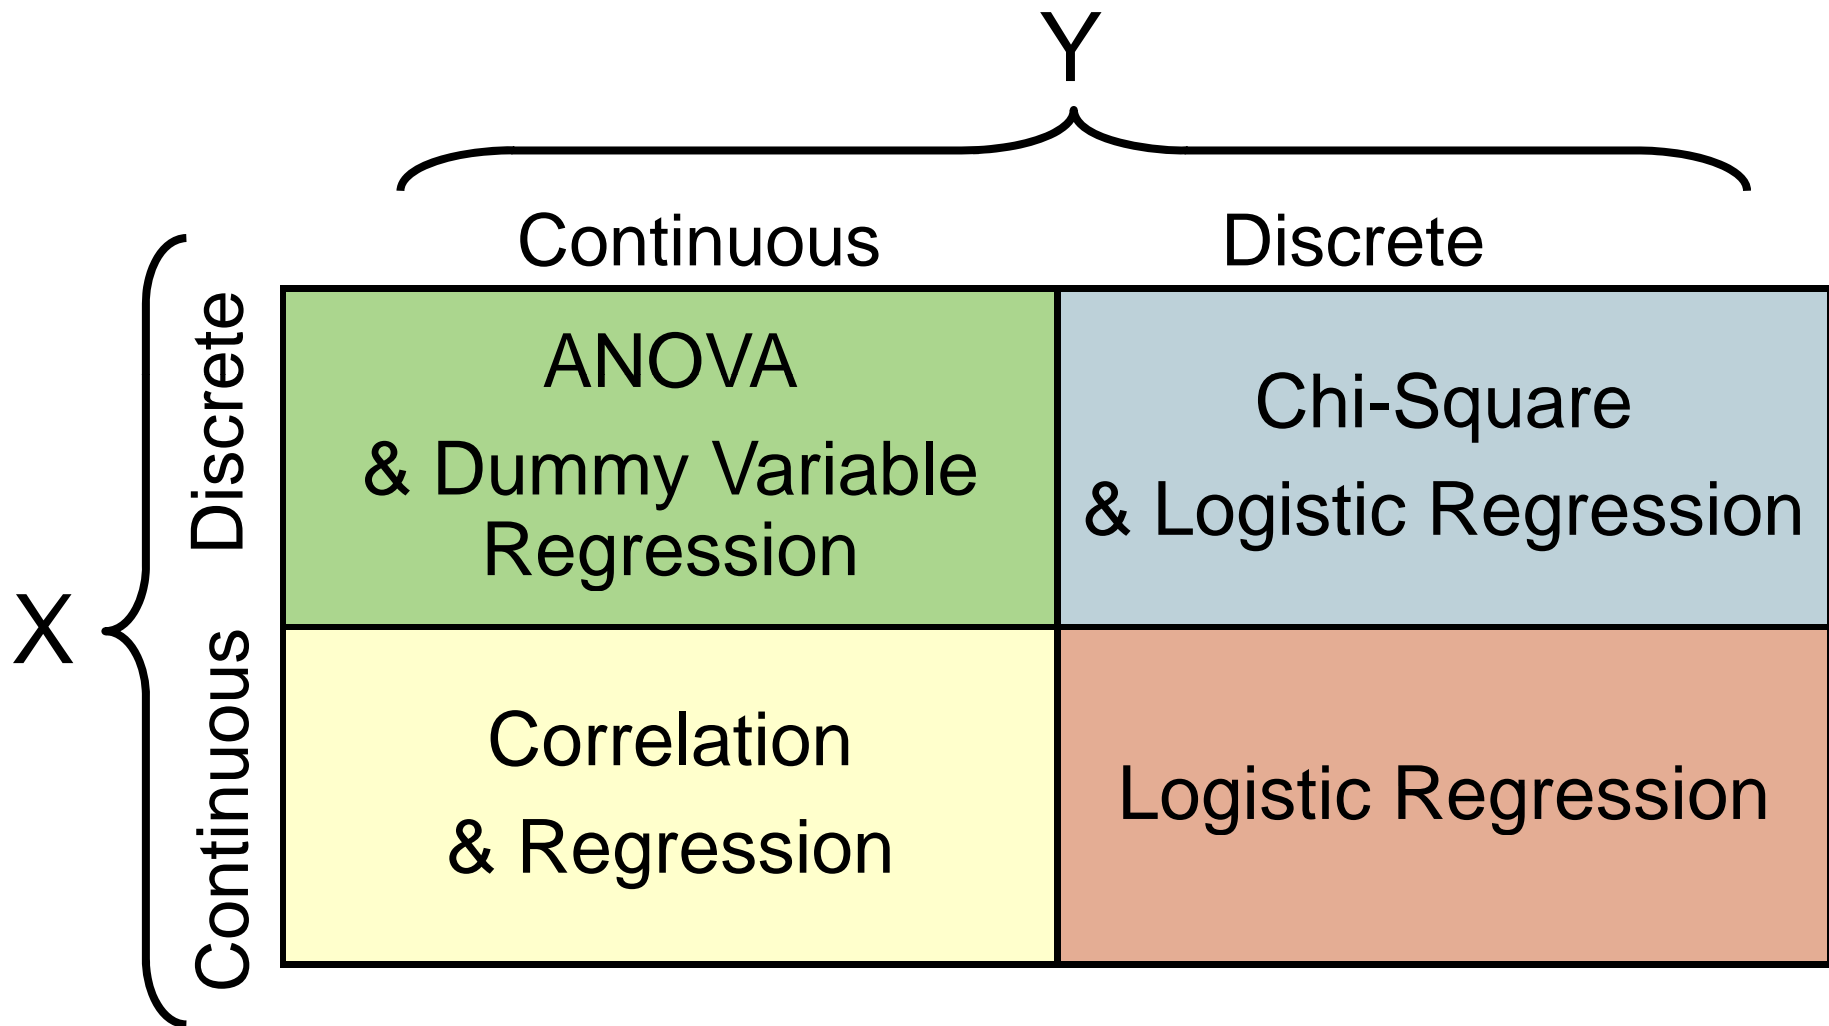 Y
Continuous Discrete
X
Discrete
ANOVA
& Dummy Variable
Regression
Chi-Square
& Logistic Regression
Continuous
Correlation
& Regression
Logistic Regression